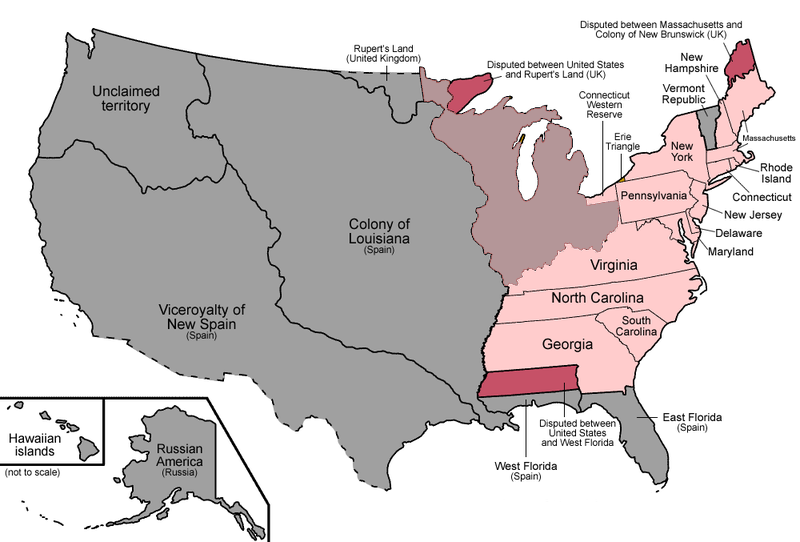 Disputed between Massachusetts and
Colony of New Brunswick (UK)
Rupert's Land
(United Kingdom)
Disputed between United States
and Rupert's Land (UK)
New
Hampshire
Vermont
Republic
Unclaimed
territory
Connecticut
Western
Reserve
Erie
Triangle
Massachusetts
New
York
Rhode
Island
Pennsylvania
Connecticut
New Jersey
Colony of
Louisiana
(Spain)
Delaware
Maryland
Virginia
North Carolina
Viceroyalty of
New Spain
(Spain)
South
Carolina
Georgia
East Florida
(Spain)
Disputed between
United States
and West Florida
West Florida
(Spain)
Hawaiian
islands
(not to scale)
Russian
America
(Russia)